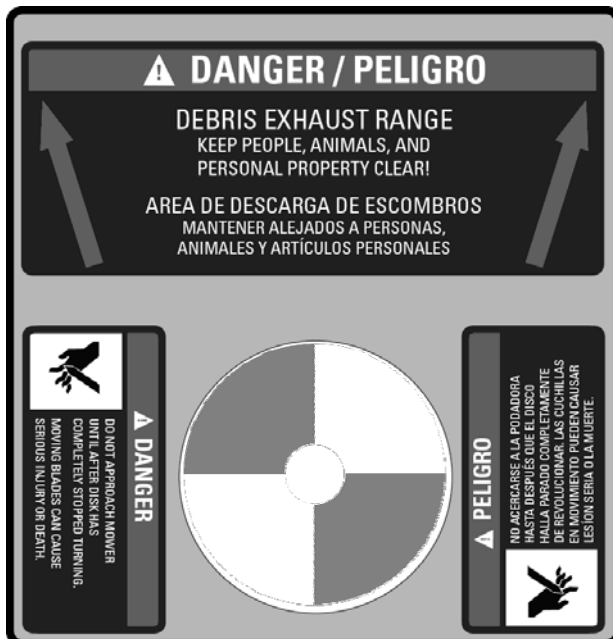 DANGER / PELIGRO
DEBRIS EXHAUST RANGE
KEEP PEOPLE, ANIMALS, AND
PERSONAL PROPERTY CLEAR!
AREA DE DESCARGA DE ESCOMBROS
MANTENER ALEJADOS A PERSONAS,
ANIMALES Y ARTÍCULOS PERSONALES
DANGER
DO NOT APPROACH MOWER
UNTIL AFTER DISK HAS
COMPLETELY STOPPED TURNING.
MOVING BLADES CAN CAUSE
SERIOUS INJURY OR DEATH.
PELIGRO
NO ACERCARSE A LA PODADORA
HASTA DESPUÉS QUE EL DISCO
HALLA PARADO COMPLETAMENTE
DE REVOLUCIONAR. LAS CUCHILLAS
EN MOVIMIENTO PUEDEN CAUSAR
LESIÓN SERIA O LA MUERTE.